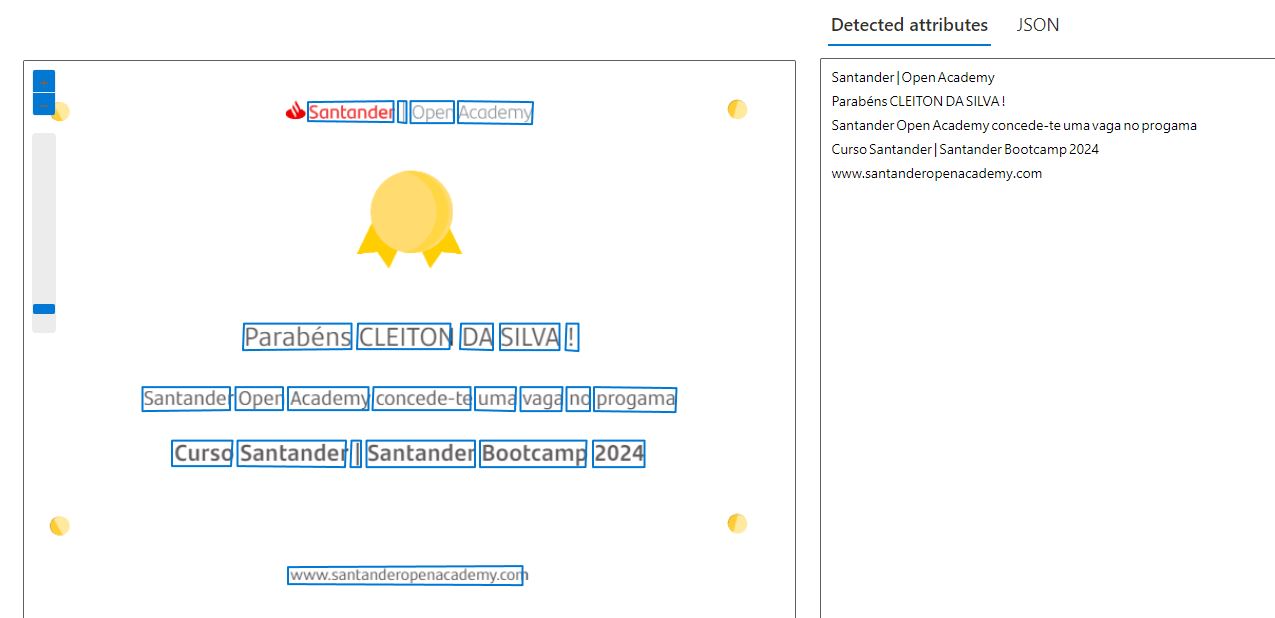 Detected attributes JSON
Santander | Open Academy
Parabéns CLEITON DA SILVA !
Santander Open Academy concede-te uma vaga no progama
Curso Santander | Santander Bootcamp 2024
www.santanderopenacademy.com
Santander | Open Academy
Parabéns CLEITON DA SILVA !
Santander Open Academy concede-te uma vaga no progama
Curso Santander | Santander Bootcamp 2024
www.santanderopenacademy.com